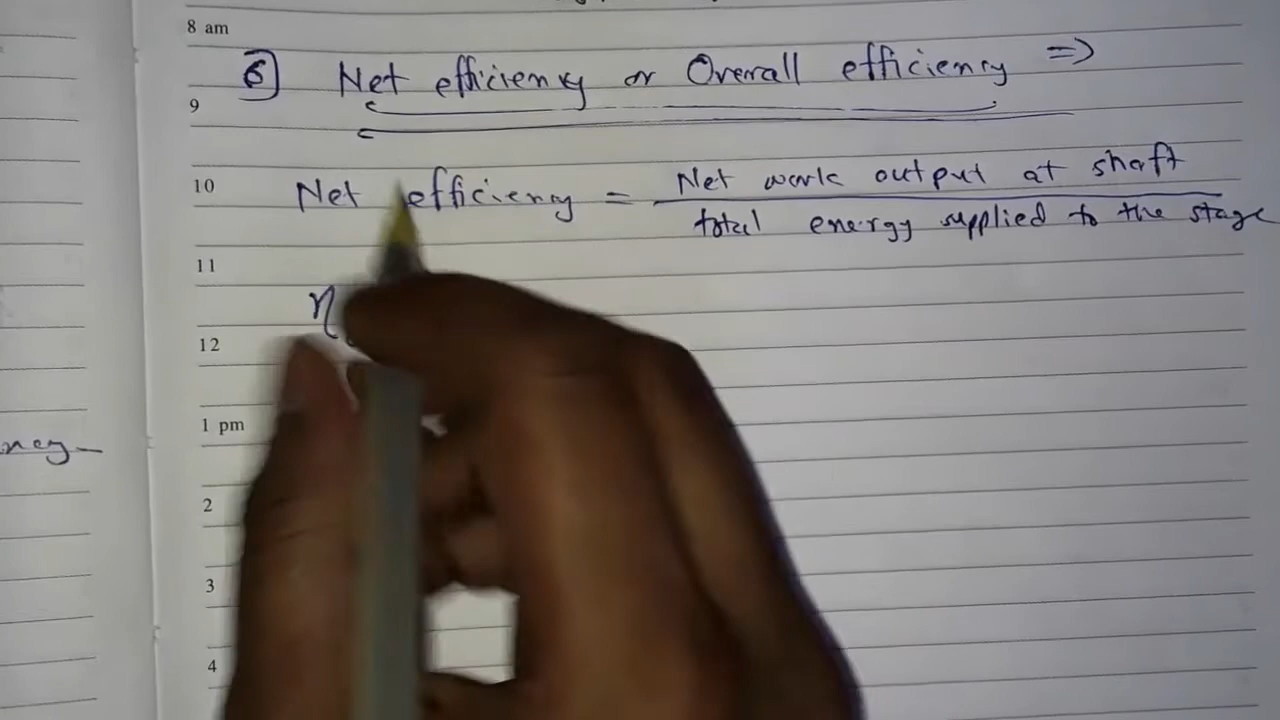 8 am
6 Net efficiency or Overall efficiency =>
9
10 Net efficiency = Net work output at shaft
total energy supplied to the stage
11
η
12
1 pm
ncy
2
3
4